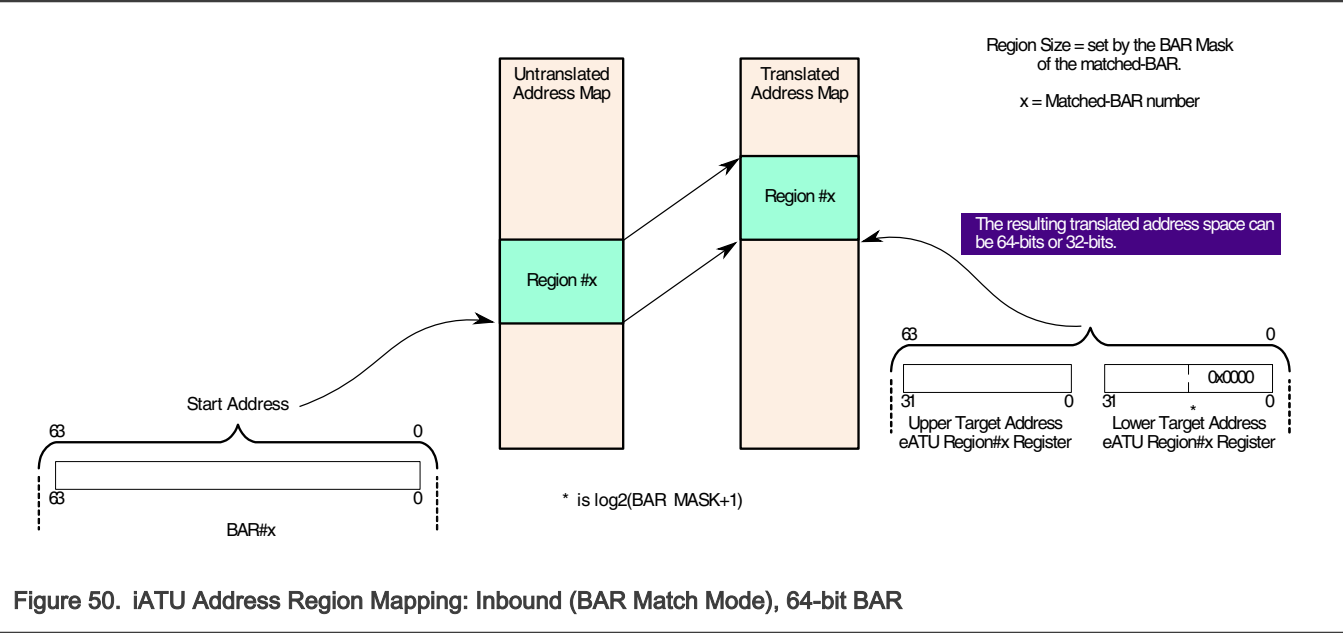 Region Size = set by the BAR Mask
of the matched-BAR.
x = Matched-BAR number
Untranslated
Address Map
Translated
Address Map
Region #x
Region #x
The resulting translated address space can
be 64-bits or 32-bits.
Start Address
63 0
63 0
BAR#x
63 0
0x0000
31 0 31 * 0
Upper Target Address
eATU Region#x Register
Lower Target Address
eATU Region#x Register
* is log2(BAR MASK+1)
Figure 50. iATU Address Region Mapping: Inbound (BAR Match Mode), 64-bit BAR